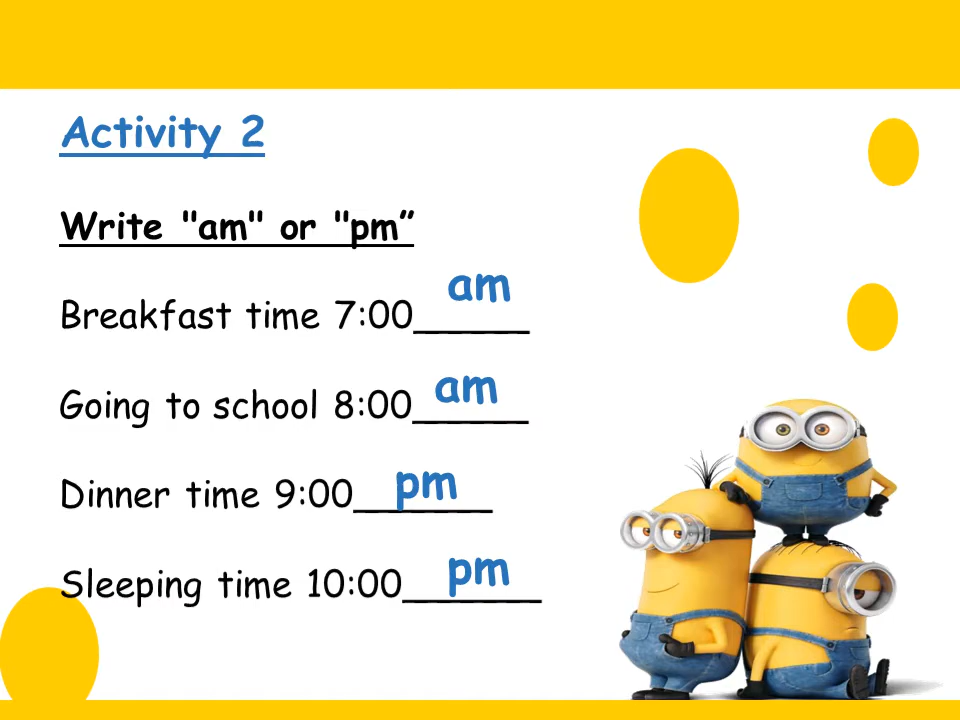 Activity 2
Write "am" or "pm”
Breakfast time 7:00_____ am
Going to school 8:00_____ am
Dinner time 9:00______ pm
Sleeping time 10:00______ pm